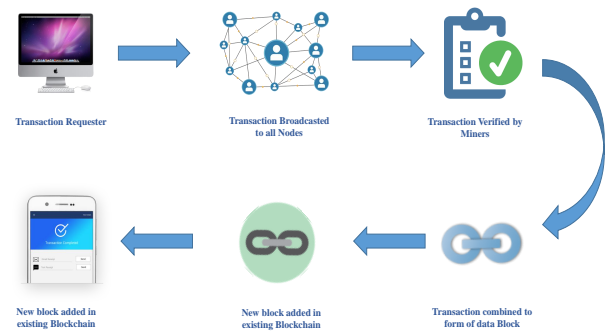 Transaction Requester
Transaction Broadcasted
to all Nodes
Transaction Verified by
Miners
New block added in
existing Blockchain
New block added in
existing Blockchain
Transaction combined to
form of data Block